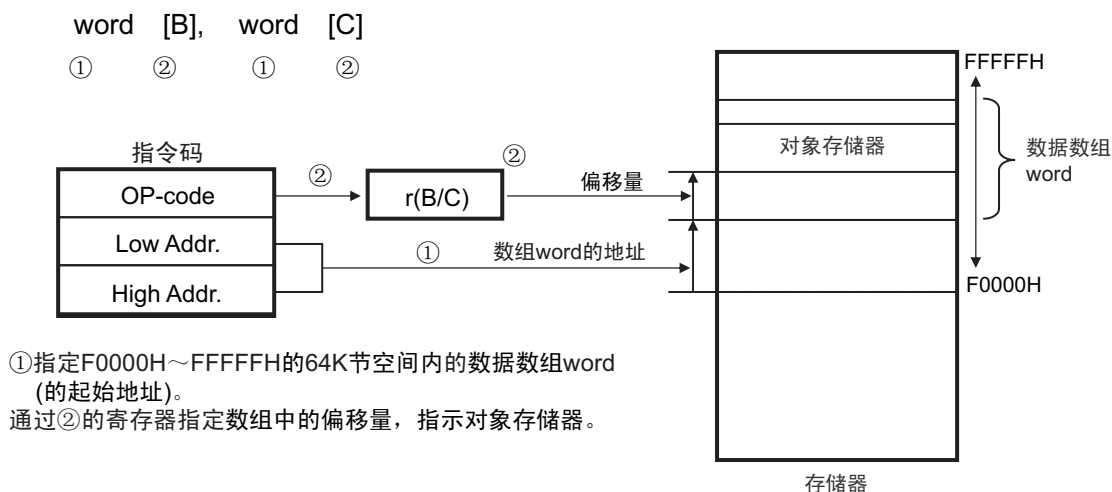 word [B], word [C]
① ② ① ②
指令码
OP-code
Low Addr.
High Addr.
②
r(B/C)
②
偏移量
①
数组word的地址
FFFFFH
对象存储器
数据数组
word
F0000H
存储器
①指定F0000H～FFFFFH的64K节空间内的数据数组word
(的起始地址)。
通过②的寄存器指定数组中的偏移量，指示对象存储器。